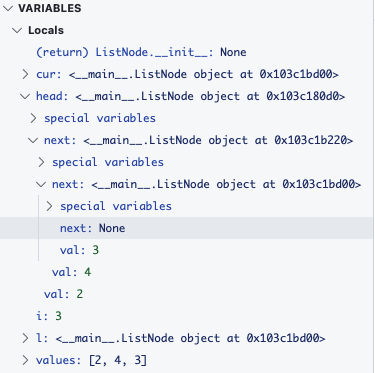 VARIABLES
Locals
(return) ListNode.__init__: None
cur: <__main__.ListNode object at 0x103c1bd00>
head: <__main__.ListNode object at 0x103c180d0>
special variables
next: <__main__.ListNode object at 0x103c1b220>
special variables
next: <__main__.ListNode object at 0x103c1bd00>
special variables
next: None
val: 3
val: 4
val: 2
i: 3
l: <__main__.ListNode object at 0x103c1bd00>
values: [2, 4, 3]